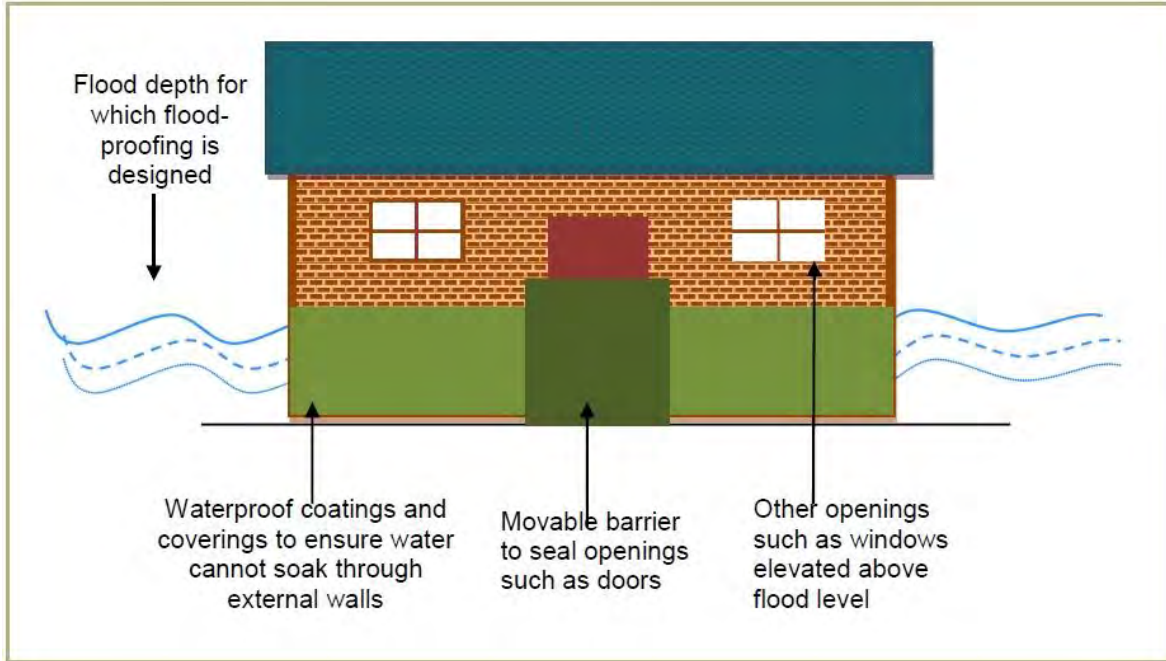 Flood depth for
which flood-
proofing is
designed
Waterproof coatings and
coverings to ensure water
cannot soak through
external walls
Movable barrier
to seal openings
such as doors
Other openings
such as windows
elevated above
flood level